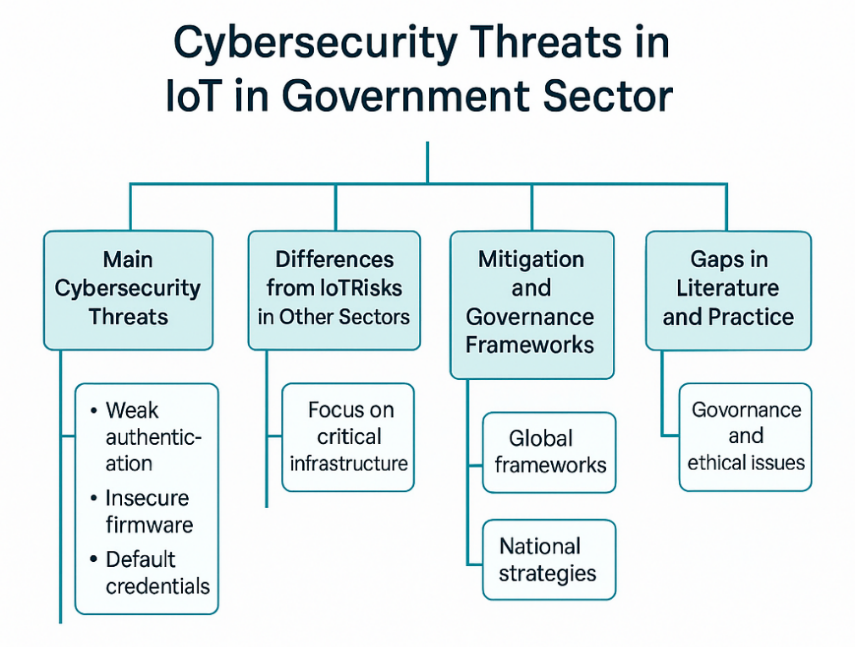 Cybersecurity Threats in
IoT in Government Sector
Main
Cybersecurity
Threats
• Weak
authentic-
ation
• Insecure
firmware
• Default
credentials
Differences
from IoTRisks
in Other Sectors
Focus on
critical
infrastructure
Mitigation
and
Governance
Frameworks
Global
frameworks
National
strategies
Gaps in
Literature
and Practice
Govornance
and
ethical issues